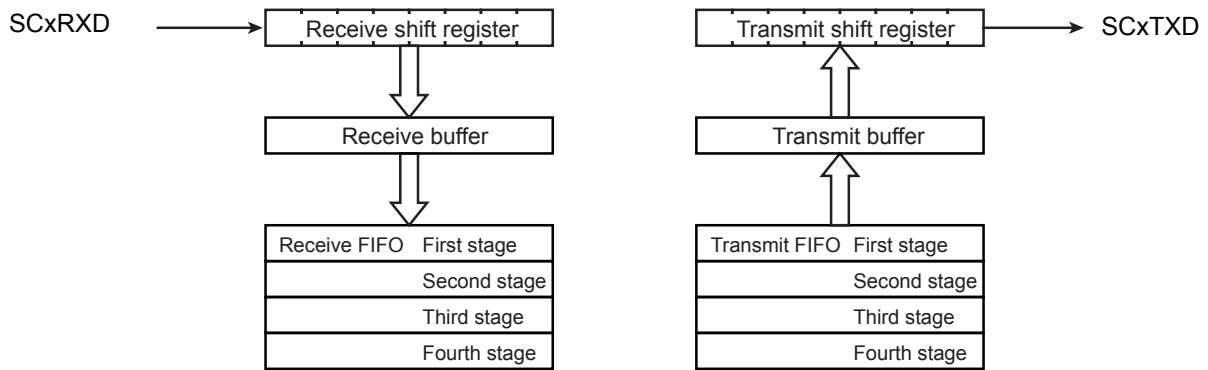 SCxRXD
Receive shift register
Receive buffer
Receive FIFO First stage
Second stage
Third stage
Fourth stage
Transmit shift register
SCxTXD
Transmit buffer
Transmit FIFO First stage
Second stage
Third stage
Fourth stage